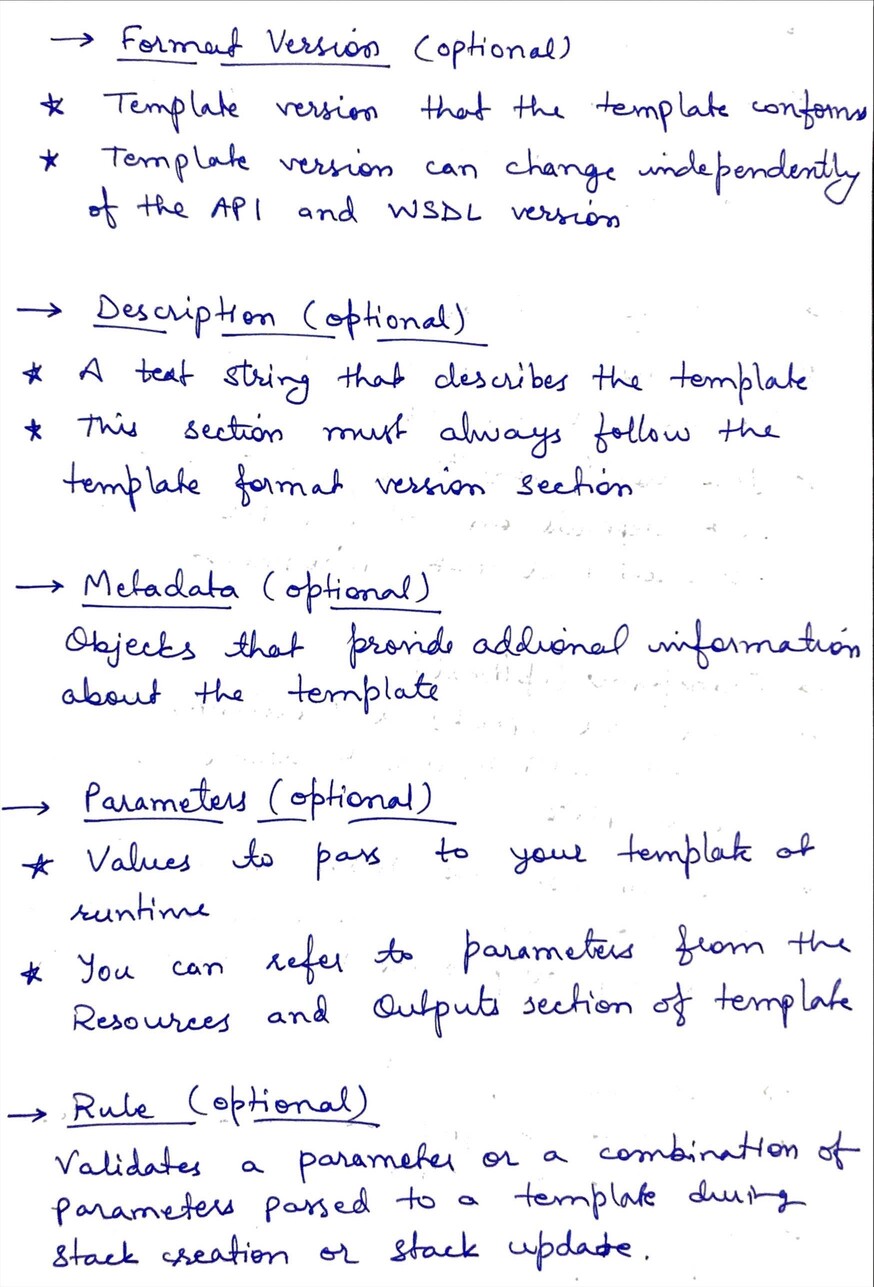 → Format Version (optional)
* Template version that the template conforms
* Template version can change independently
of the API and WSDL version
→ Description (optional)
* A text string that describes the template
* This section must always follow the
template format version section
→ Metadata (optional)
Objects that provide addional information
about the template
→ Parameters (optional)
* Values to pass to your template at
runtime
* You can refer to parameters from the
Resources and Outputs section of template
→ Rule (optional)
Validates a parameter or a combination of
parameters passed to a template during
stack creation or stack update.